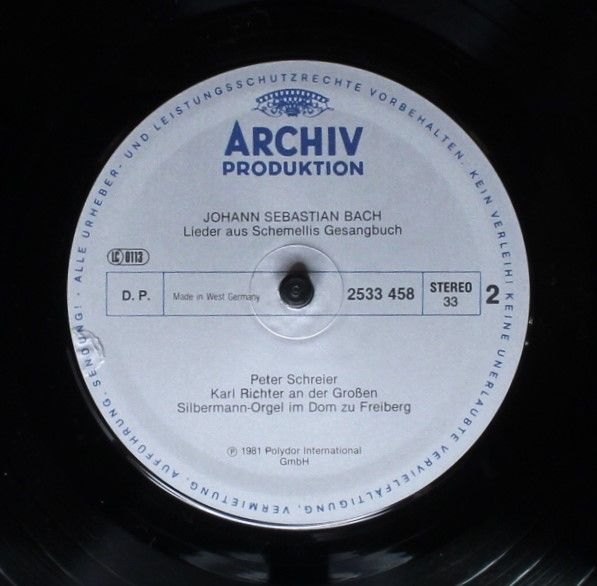 ALLE URHEBER- UND LEISTUNGSSCHUTZRECHTE VORBEHALTEN. KEIN VERLEIH! KEINE UNERLAUBTE VERVIELFÄLTIGUNG, VERMIETUNG, AUFFÜHRUNG, SENDUNG! ·
ARCHIV
PRODUKTION
JOHANN SEBASTIAN BACH
Lieder aus Schemellis Gesangbuch
LC 0113
D. P. Made in West Germany 2533 458 STEREO 33 2
Peter Schreier
Karl Richter an der Großen
Silbermann-Orgel im Dom zu Freiberg
Ⓟ 1981 Polydor International
GmbH